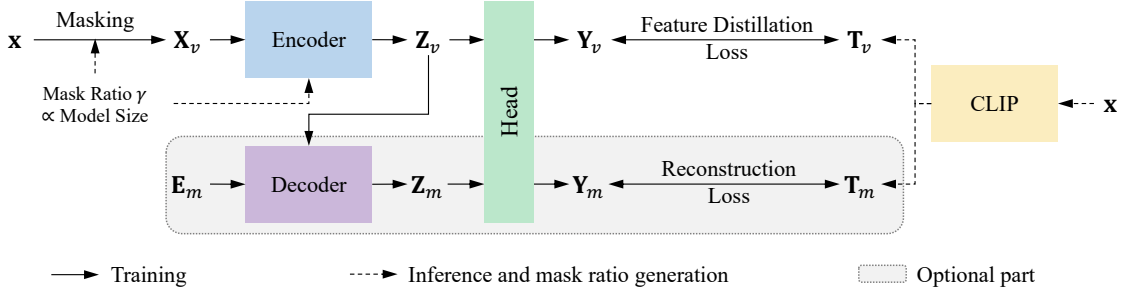 Masking
x
X_v
Encoder
Z_v
Head
Y_v
Feature Distillation
Loss
T_v
Mask Ratio γ
∝ Model Size
CLIP
x
E_m
Decoder
Z_m
Y_m
Reconstruction
Loss
T_m
Training
Inference and mask ratio generation
Optional part